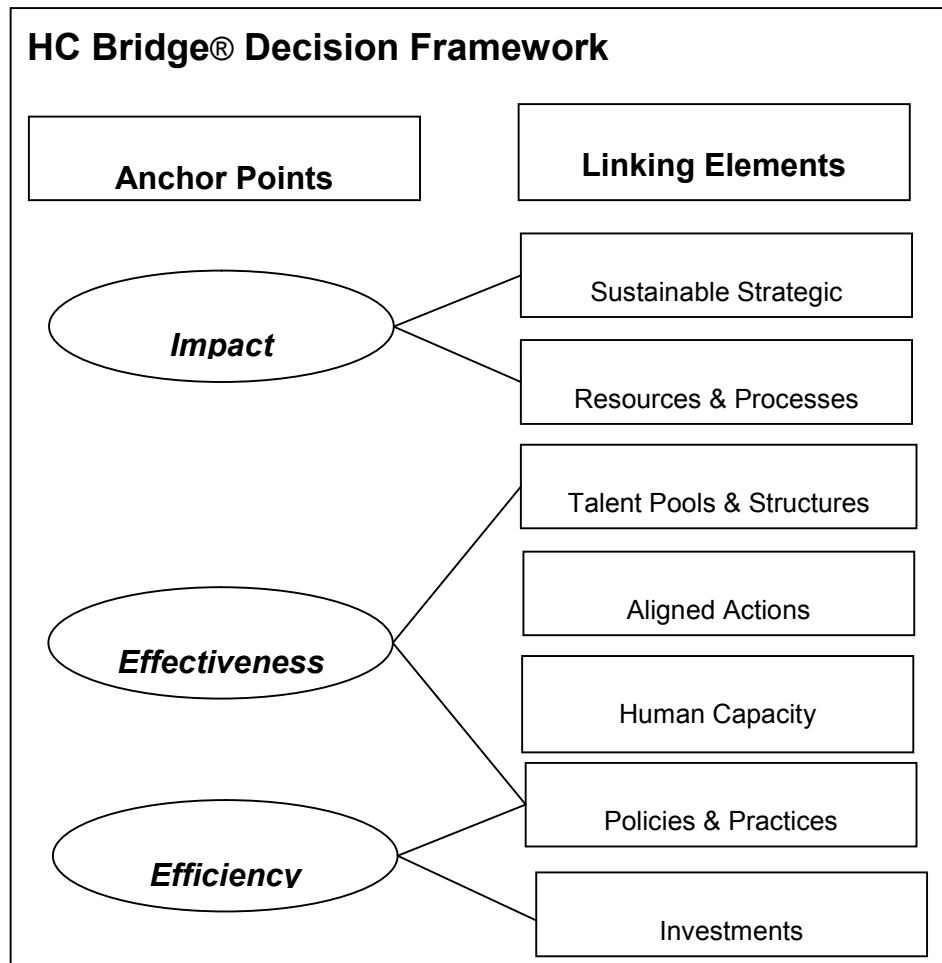 HC Bridge® Decision Framework
Anchor Points
Linking Elements
Impact
Sustainable Strategic
Resources & Processes
Talent Pools & Structures
Effectiveness
Aligned Actions
Human Capacity
Policies & Practices
Efficiency
Investments